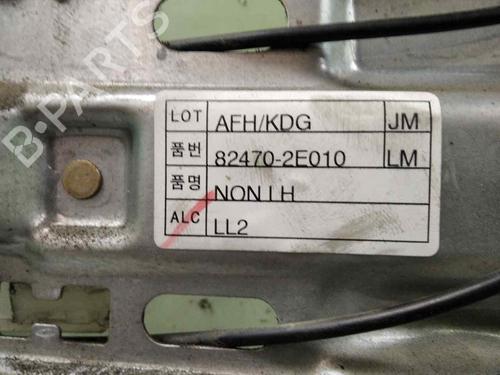 B-PARTS
LOT AFH/KDG JM
품번 82470-2E010 LM
품명 NON LH
ALC LL2